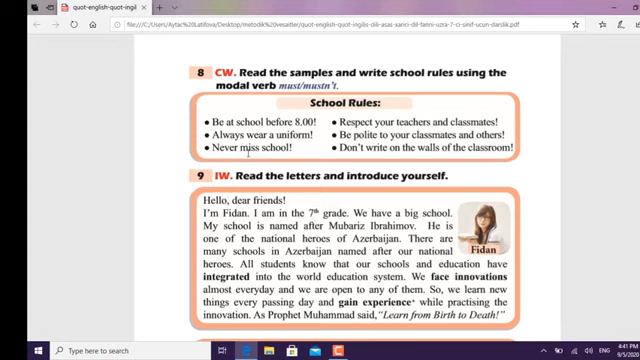 quot-english-quot-ingilis-dili-
file:///C:/Users/Aytac%20Latifova/Desktop/metodik%20vesaitter/quot-english-quot-ingilis-dili-asas-xarici-dil-fanni-uzra-7-ci-sinif-ucun-darslik.pdf
8 CW. Read the samples and write school rules using the
modal verb must/mustn't.
School Rules:
• Be at school before 8.00!
• Always wear a uniform!
• Never miss school!
• Respect your teachers and classmates!
• Be polite to your classmates and others!
• Don't write on the walls of the classroom!
9 IW. Read the letters and introduce yourself.
Hello, dear friends!
I'm Fidan. I am in the 7th grade. We have a big school.
My school is named after Mubariz Ibrahimov. He is
one of the national heroes of Azerbaijan. There are
many schools in Azerbaijan named after our national
heroes. All students know that our schools and education have
integrated into the world education system. We face innovations
almost everyday and we are open to any of them. So, we learn new
things every passing day and gain experience* while practising the
innovation. As Prophet Muhammad said, "Learn from Birth to Death!"
Fidan
Type here to search
ENG
4:41 PM
9/5/2020